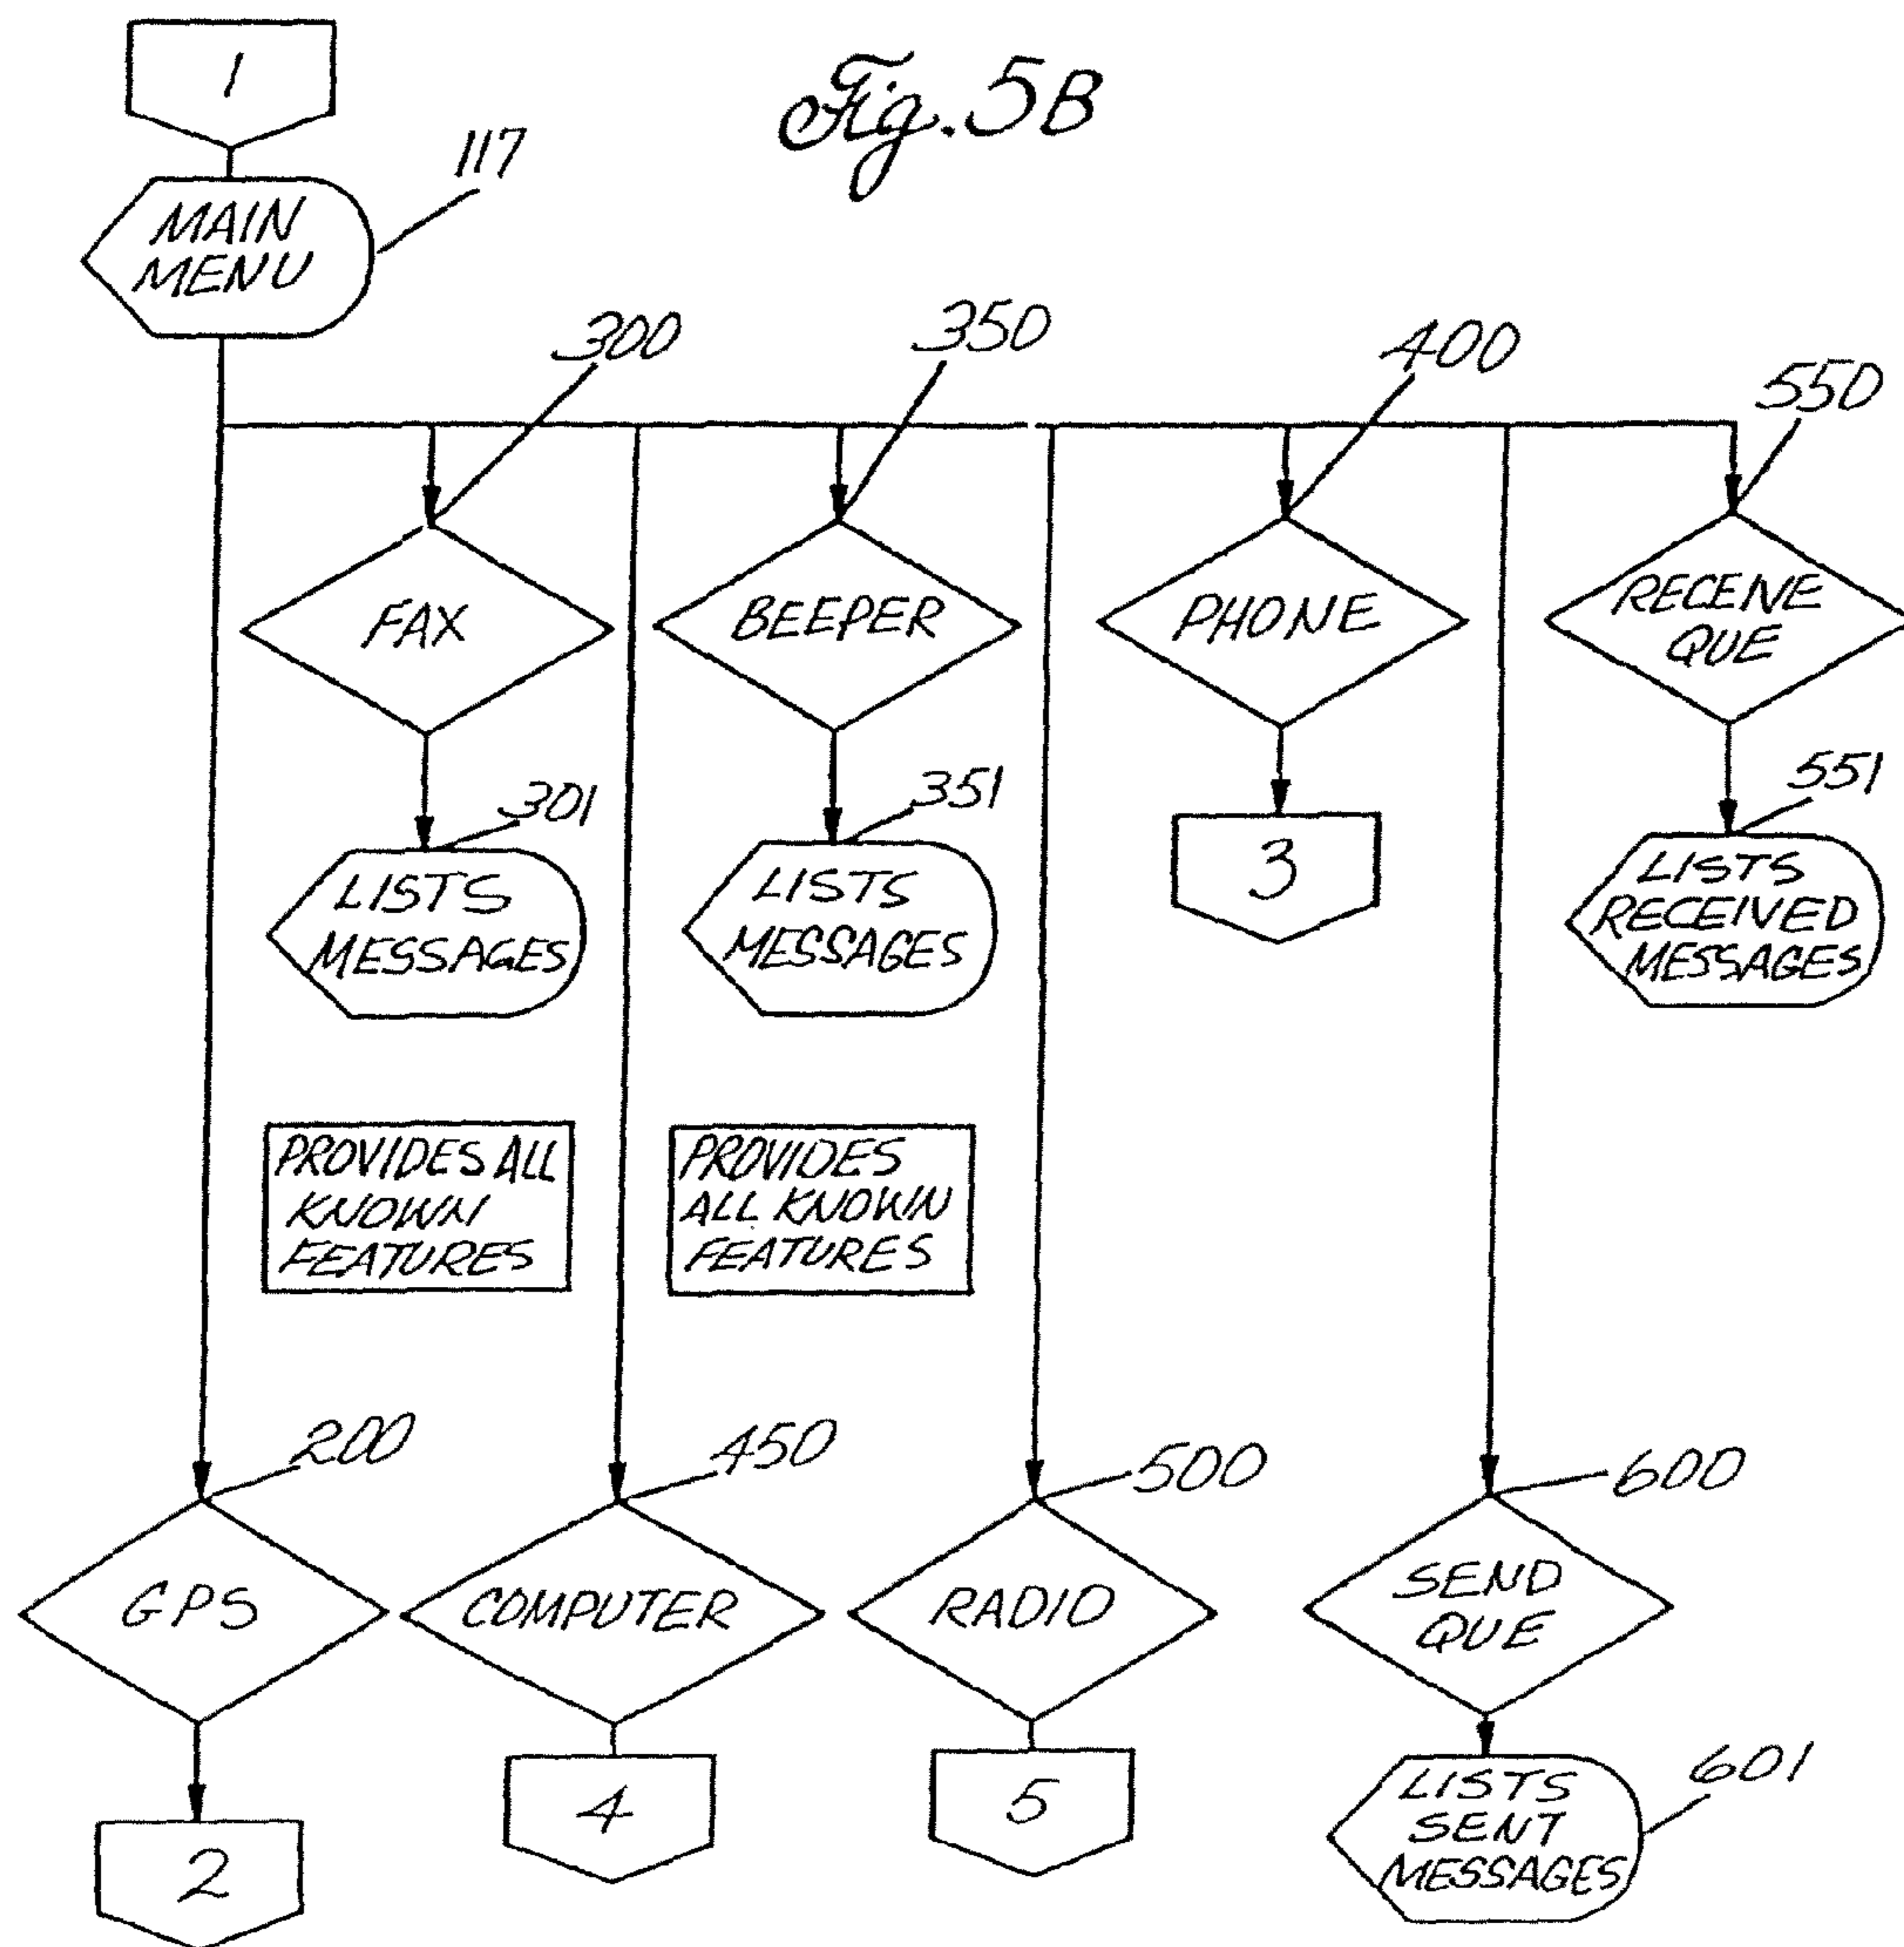 1
Fig. 5B
117
MAIN
MENU
300
350
400
550
FAX
BEEPER
PHONE
RECEIVE
QUE
301
351
3
551
LISTS
MESSAGES
LISTS
MESSAGES
LISTS
RECEIVED
MESSAGES
PROVIDES ALL
KNOWN
FEATURES
PROVIDES
ALL KNOWN
FEATURES
200
450
500
600
GPS
COMPUTER
RADIO
SEND
QUE
2
4
5
601
LISTS
SENT
MESSAGES